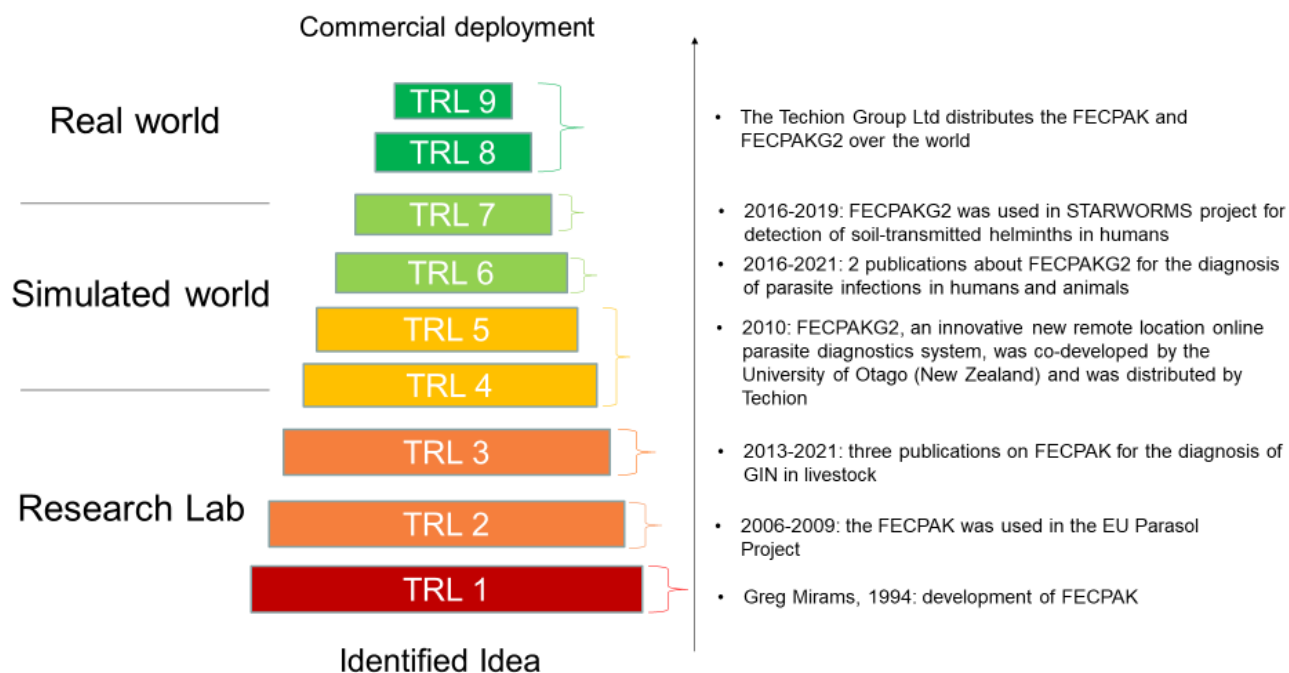 Commercial deployment
Real world
TRL 9
TRL 8
• The Techion Group Ltd distributes the FECPAK and
FECPAKG2 over the world
TRL 7
• 2016-2019: FECPAKG2 was used in STARWORMS project for
detection of soil-transmitted helminths in humans
Simulated world
TRL 6
• 2016-2021: 2 publications about FECPAKG2 for the diagnosis
of parasite infections in humans and animals
TRL 5
TRL 4
• 2010: FECPAKG2, an innovative new remote location online
parasite diagnostics system, was co-developed by the
University of Otago (New Zealand) and was distributed by
Techion
Research Lab
TRL 3
• 2013-2021: three publications on FECPAK for the diagnosis of
GIN in livestock
TRL 2
• 2006-2009: the FECPAK was used in the EU Parasol
Project
TRL 1
• Greg Mirams, 1994: development of FECPAK
Identified Idea